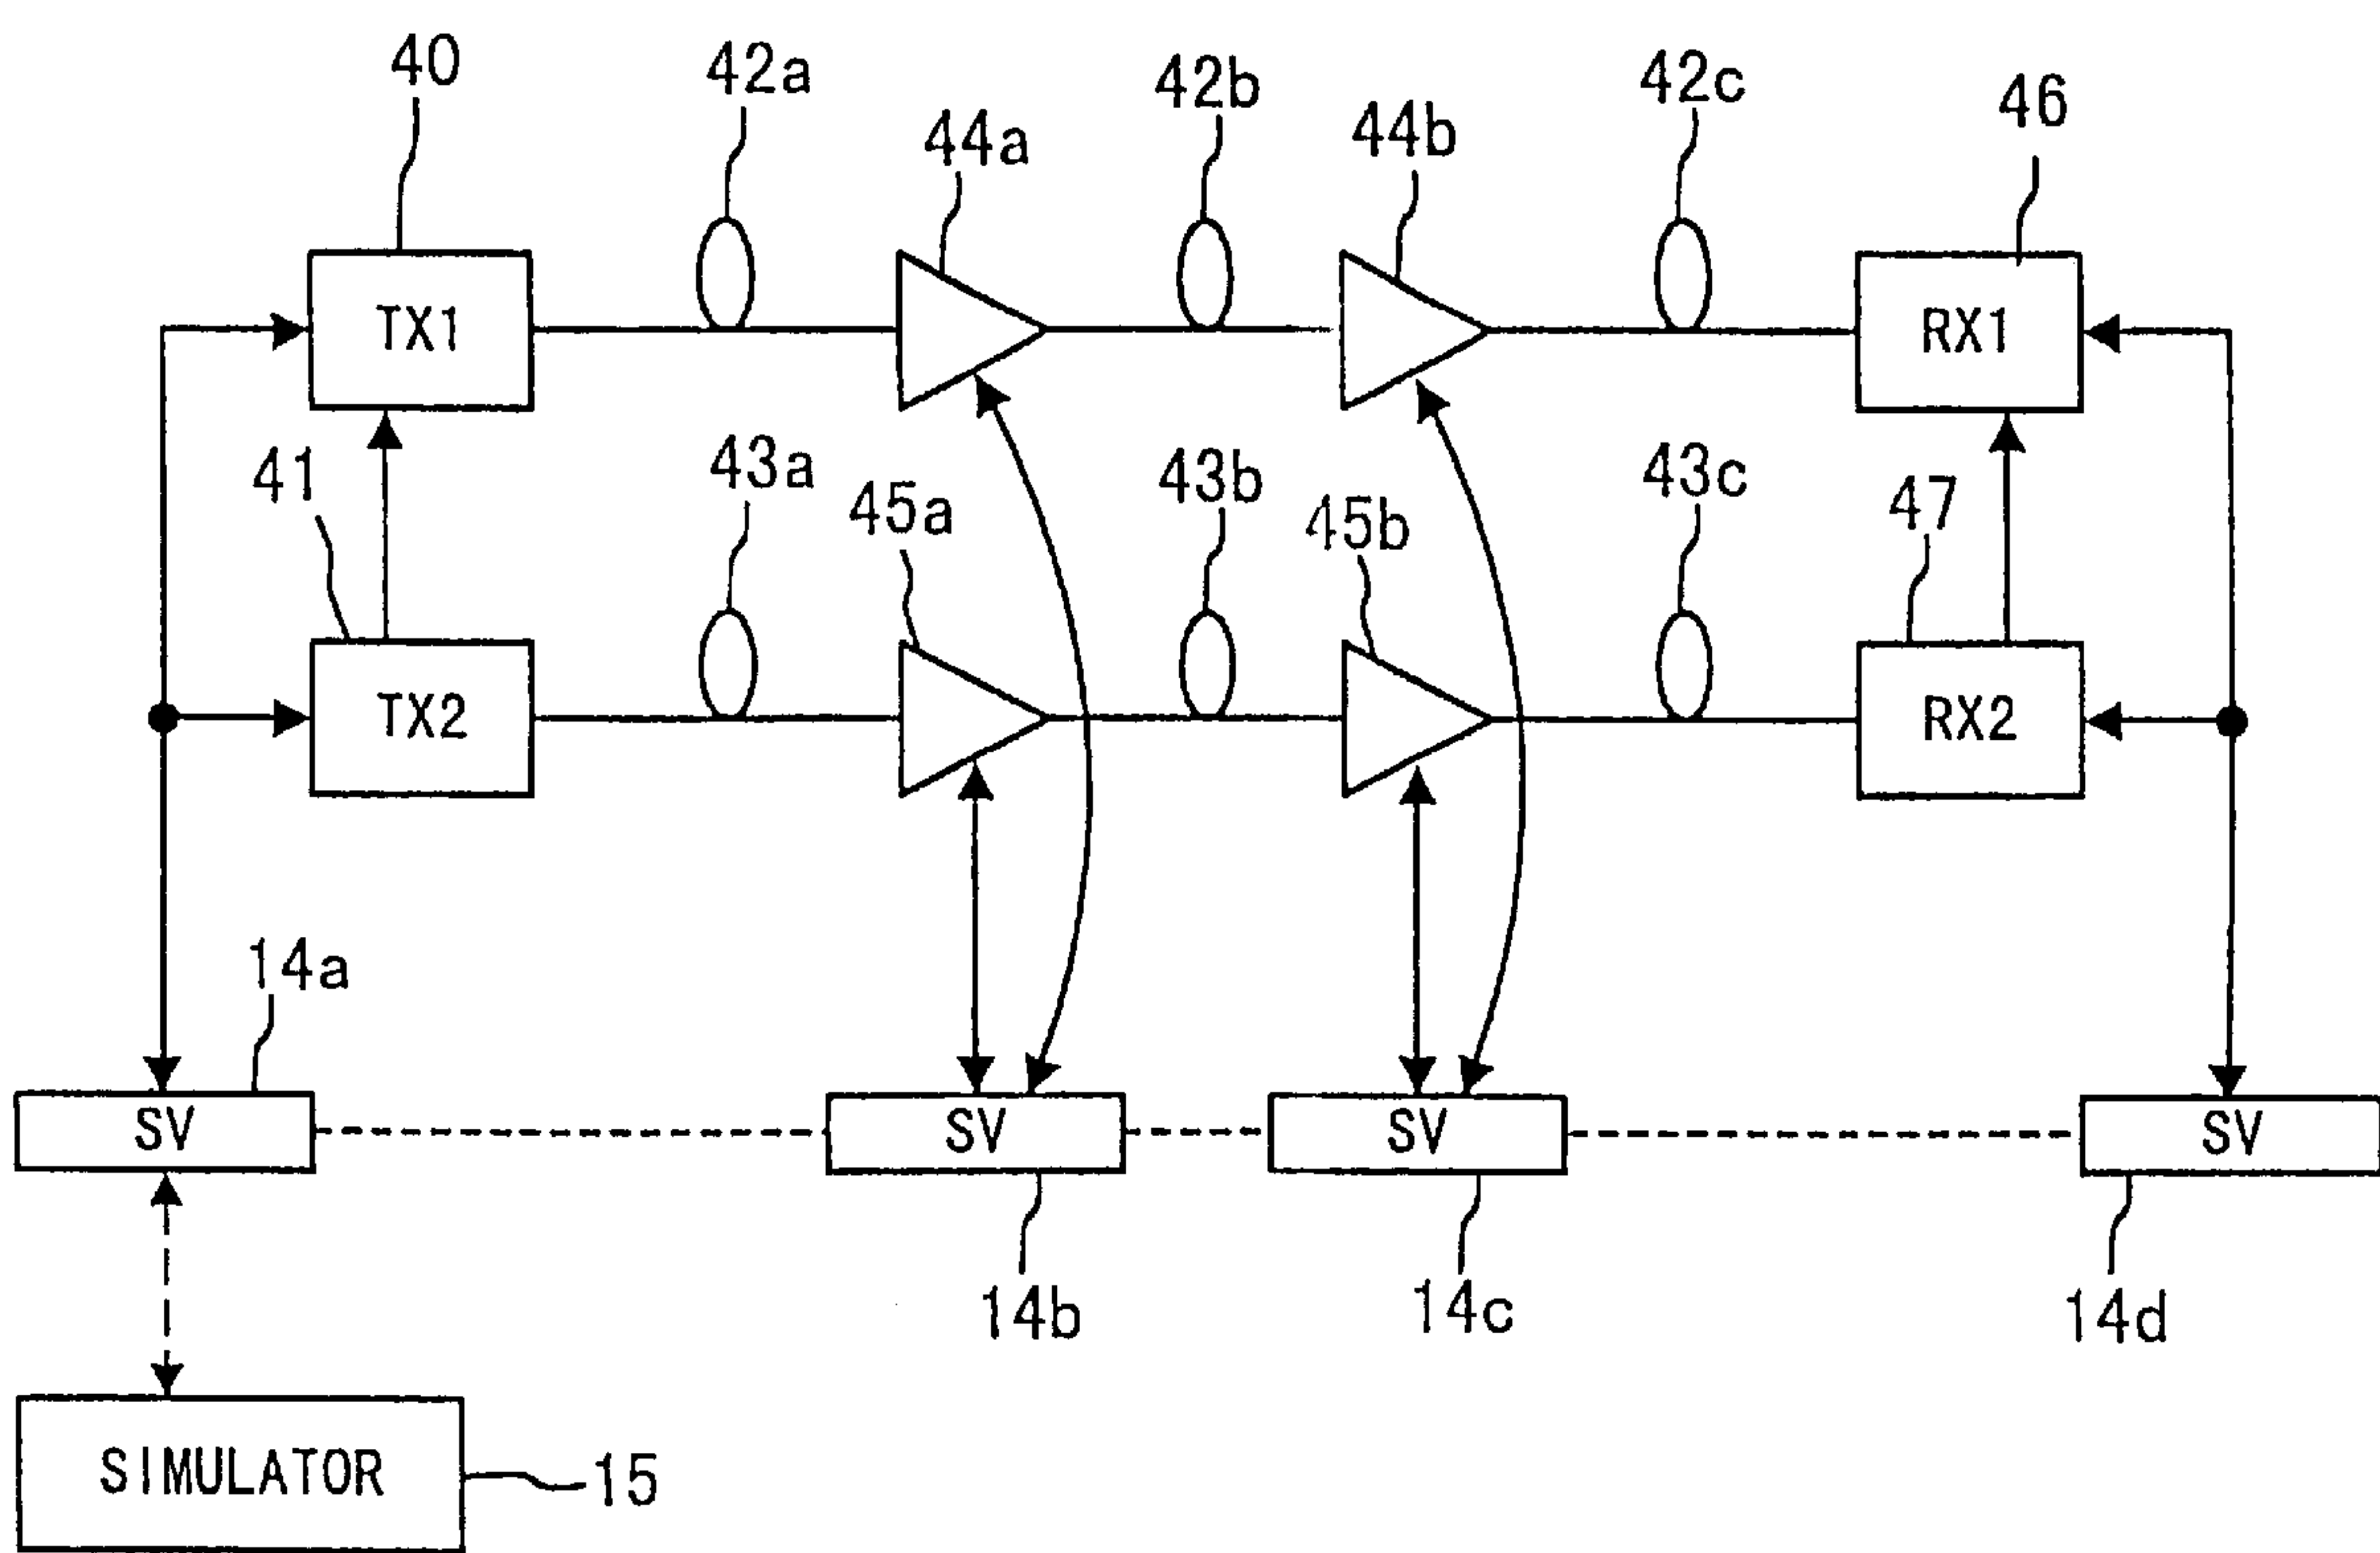 40
42a
42b
42c
46
44a
44b
TX1
RX1
41
43a
45a
43b
45b
43c
47
TX2
RX2
14a
SV
SV
SV
SV
14b
14c
14d
SIMULATOR
15